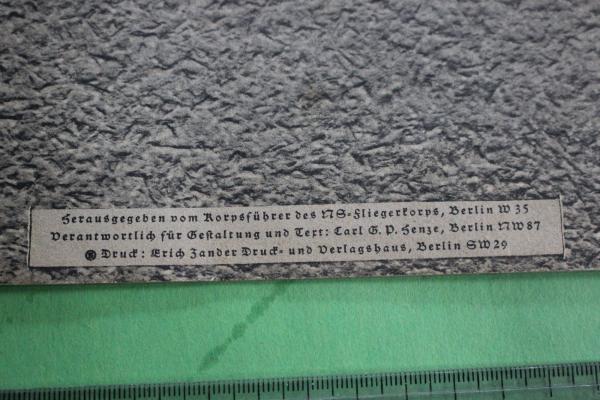 Herausgegeben vom Korpsführer des NS-Fliegerkorps, Berlin W 35
Verantwortlich für Gestaltung und Text: Carl G. P. Henze, Berlin NW 87
Druck: Erich Zander Druck- und Verlagshaus, Berlin SW 29